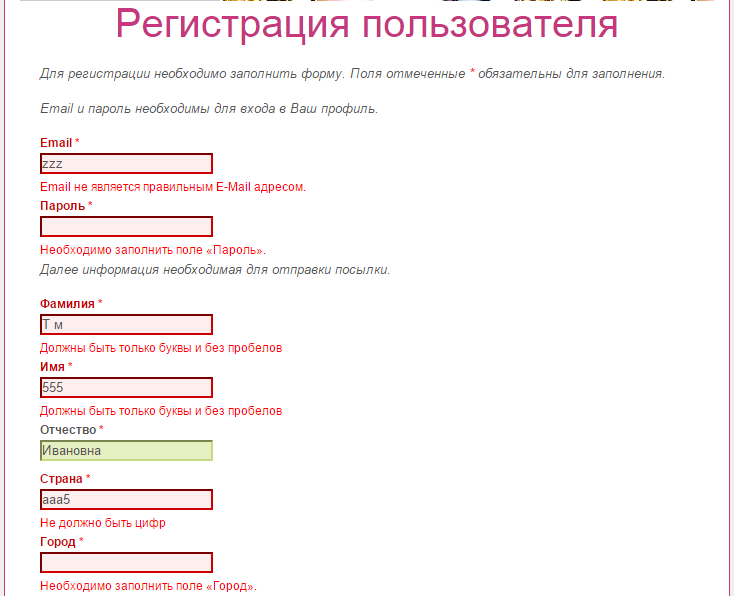 Регистрация пользователя
Для регистрации необходимо заполнить форму. Поля отмеченные * обязательны для заполнения.
Email и пароль необходимы для входа в Ваш профиль.
Email *
zzz
Email не является правильным E-Mail адресом.
Пароль *
Необходимо заполнить поле «Пароль».
Далее информация необходимая для отправки посылки.
Фамилия *
Т м
Должны быть только буквы и без пробелов
Имя *
555
Должны быть только буквы и без пробелов
Отчество *
Ивановна
Страна *
ааа5
Не должно быть цифр
Город *
Необходимо заполнить поле «Город».